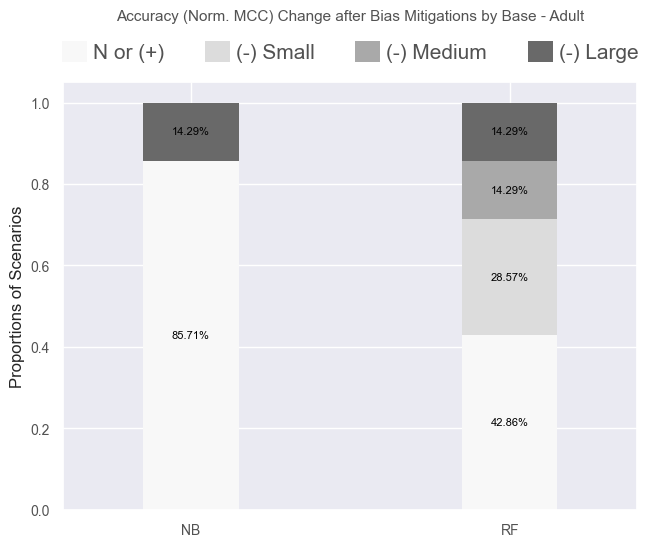 Accuracy (Norm. MCC) Change after Bias Mitigations by Base - Adult
N or (+) (-) Small (-) Medium (-) Large
1.0
14.29% 14.29%
14.29%
0.8
0.6
28.57%
Proportions of Scenarios
85.71%
0.4
42.86%
0.2
0.0
NB RF